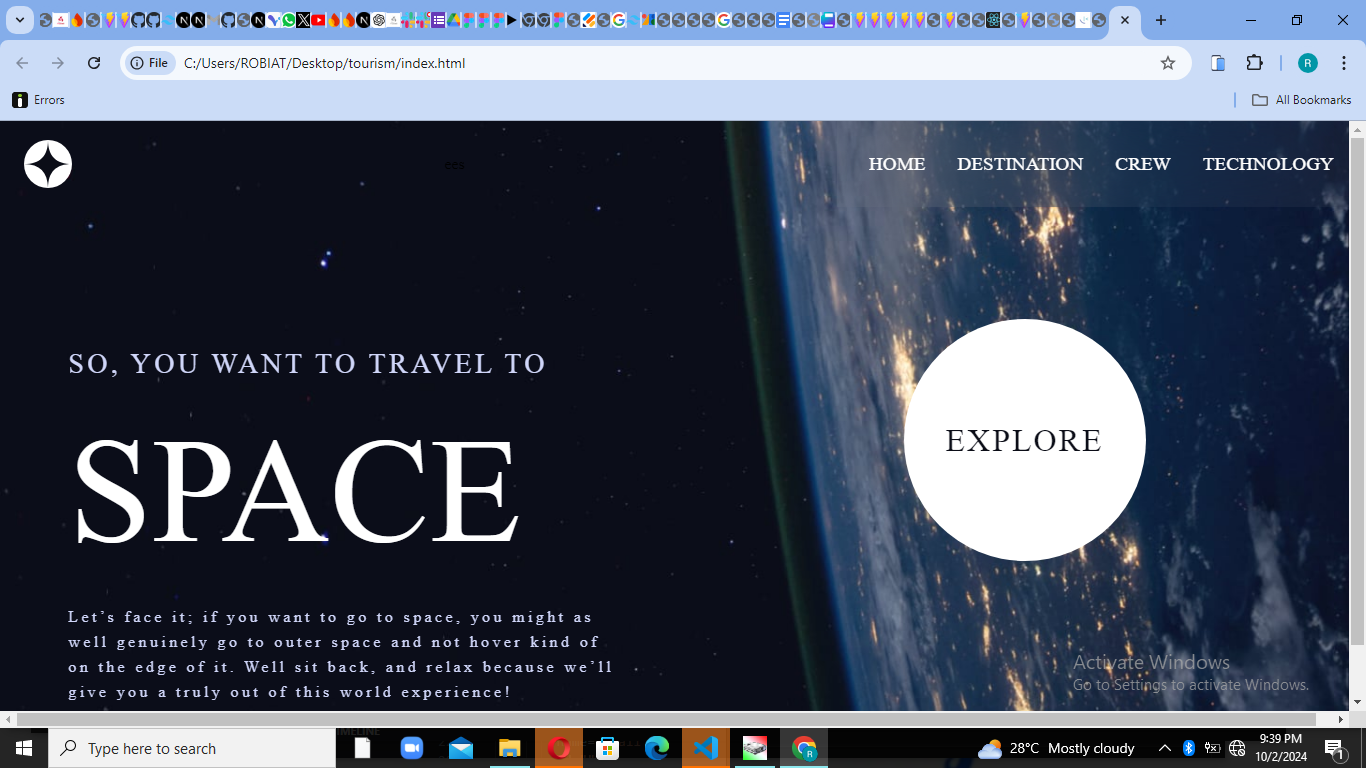 File
C:/Users/ROBIAT/Desktop/tourism/index.html
R
Errors
All Bookmarks
ees
HOME
DESTINATION
CREW
TECHNOLOGY
SO, YOU WANT TO TRAVEL TO
SPACE
EXPLORE
Let’s face it; if you want to go to space, you might as
well genuinely go to outer space and not hover kind of
on the edge of it. Well sit back, and relax because we’ll
give you a truly out of this world experience!
Activate Windows
Go to Settings to activate Windows.
TIMELINE
Type here to search
28°C Mostly cloudy
9:39 PM
10/2/2024
1